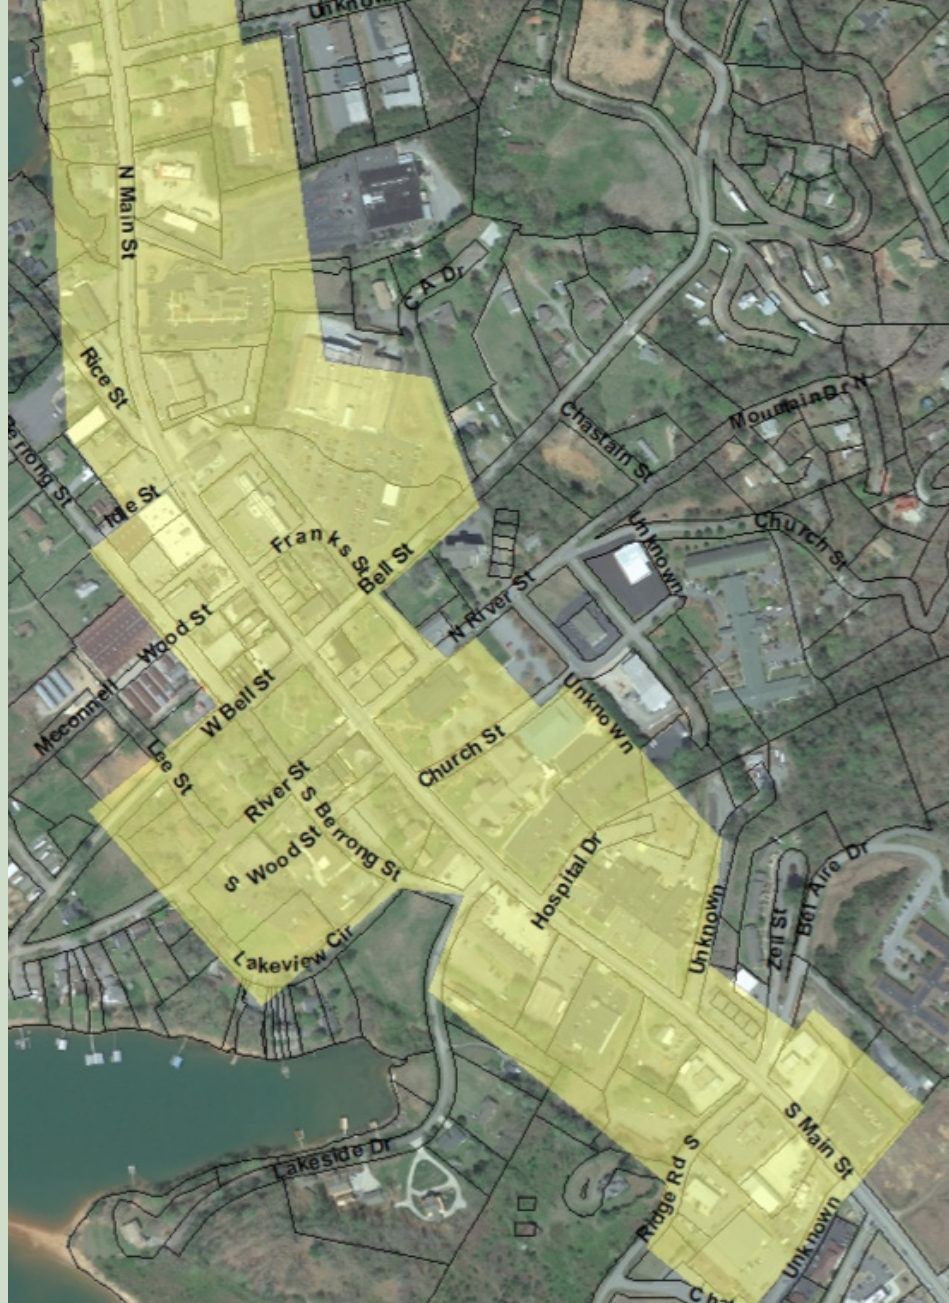 N Main St
C A Dr
Rice St
Chastain St
Mountain Dr N
Berrong St
Idle St
Unknown
Church St
Franks St
Bell St
N River St
Wood St
W Bell St
Mcconnell
Unknown
Church St
Lee St
River St
S Berrong St
S Wood St
Hospital Dr
Bel Aire Dr
Unknown
Zell St
Lakeview Cir
S Main St
Lakeside Dr
Ridge Rd S
Unknown